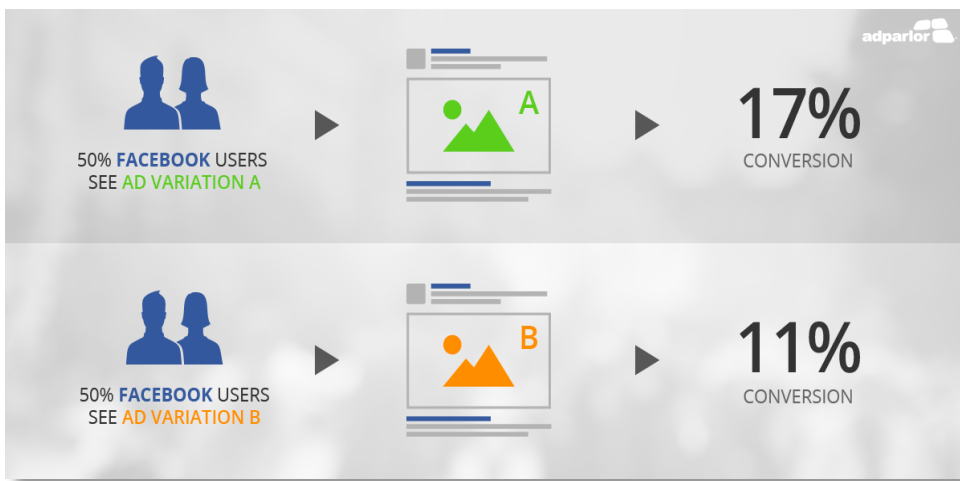 adparlor
50% FACEBOOK USERS
SEE AD VARIATION A
A
17%
CONVERSION
50% FACEBOOK USERS
SEE AD VARIATION B
B
11%
CONVERSION